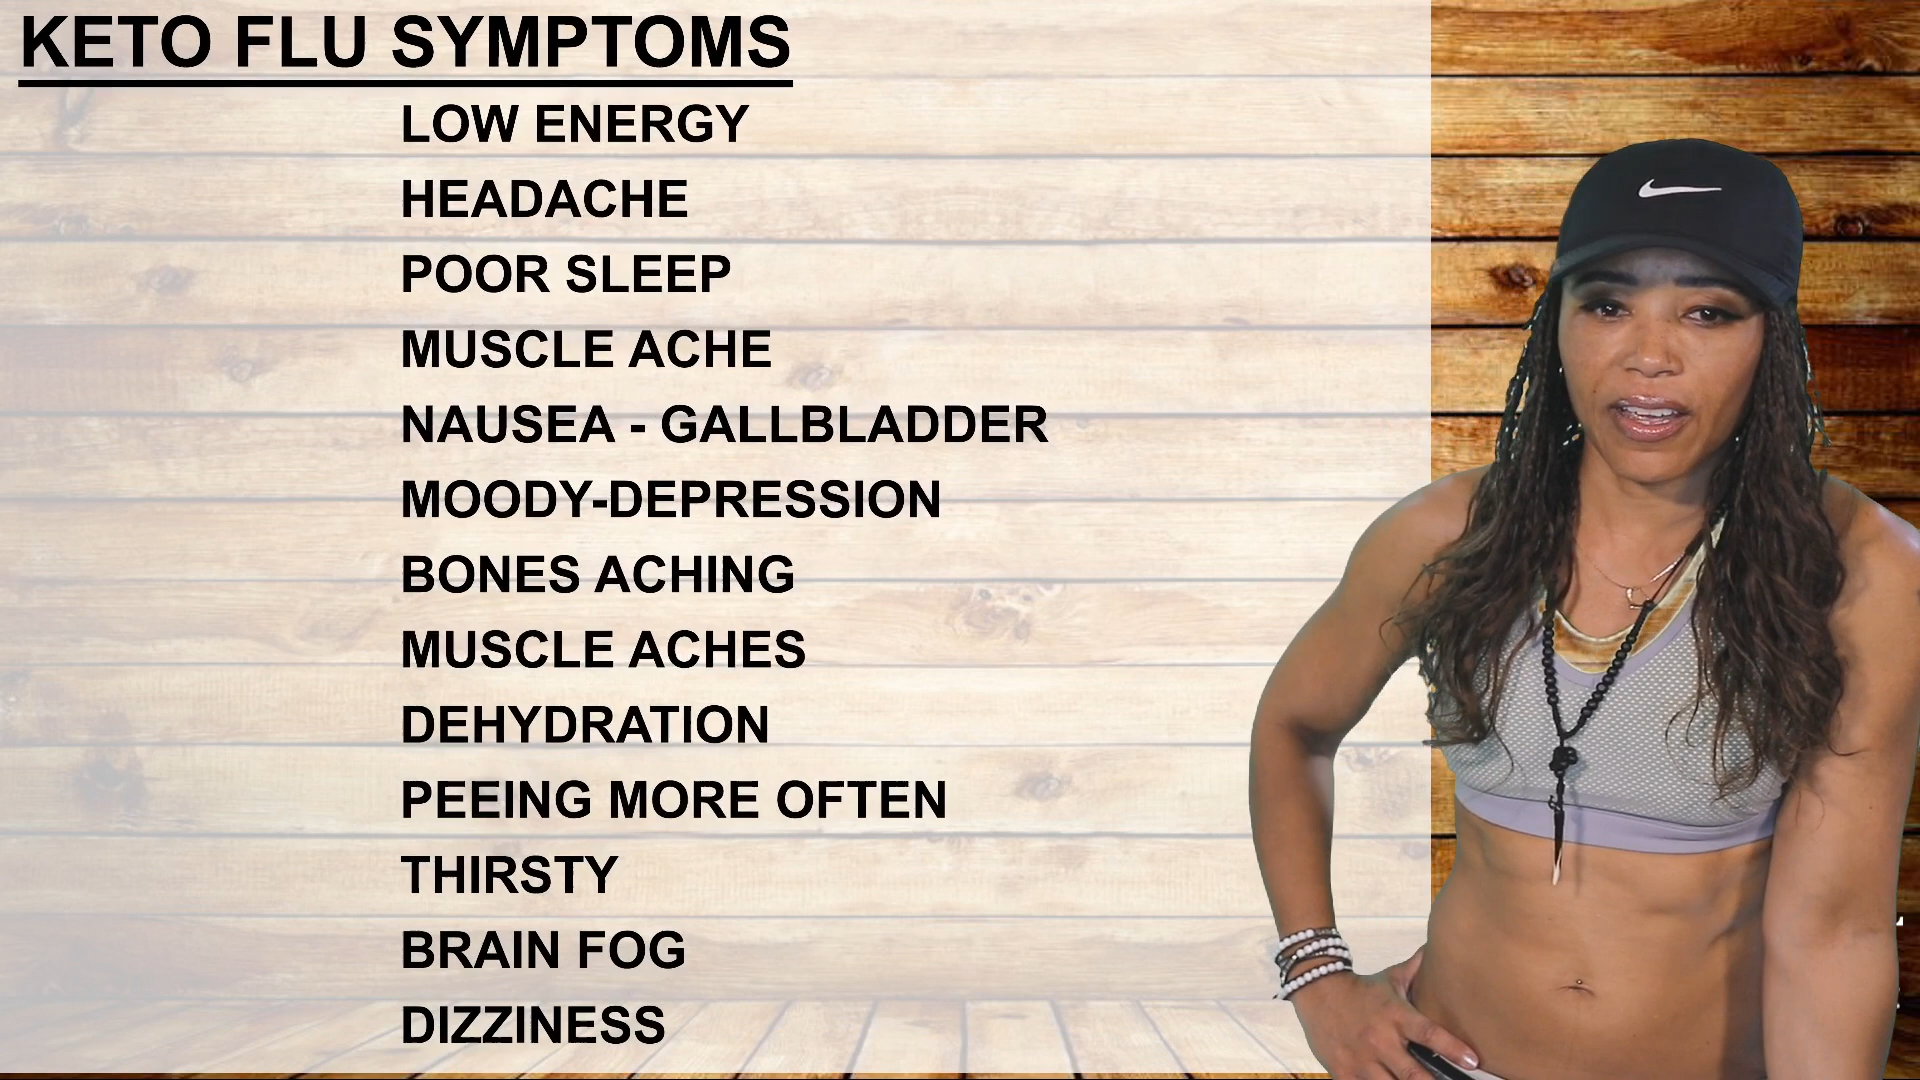 KETO FLU SYMPTOMS
LOW ENERGY
HEADACHE
POOR SLEEP
MUSCLE ACHE
NAUSEA - GALLBLADDER
MOODY-DEPRESSION
BONES ACHING
MUSCLE ACHES
DEHYDRATION
PEEING MORE OFTEN
THIRSTY
BRAIN FOG
DIZZINESS